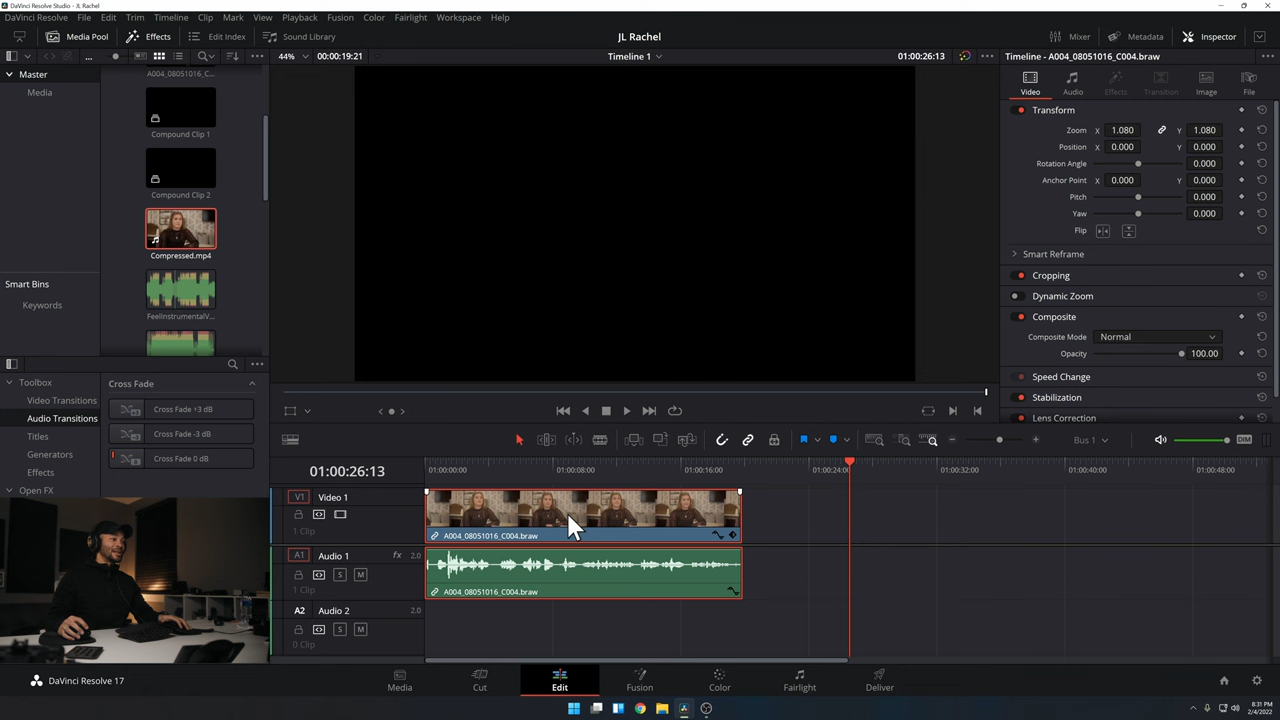 DaVinci Resolve Studio - JL Rachel
DaVinci Resolve File Edit Trim Timeline Clip Mark View Playback Fusion Color Fairlight Workspace Help
Media Pool Effects Edit Index Sound Library JL Rachel Mixer Metadata Inspector
... 44% 00:00:19:21 Timeline 1 01:00:26:13 Timeline - A004_08051016_C004.braw
Master
Media
A004_08051016_C...
Compound Clip 1
Compound Clip 2
Compressed.mp4
FeelInstrumentalV...
Smart Bins
Keywords
Video Audio Effects Transition Image File
Transform
Zoom X 1.080 Y 1.080
Position X 0.000 Y 0.000
Rotation Angle 0.000
Anchor Point X 0.000 Y 0.000
Pitch 0.000
Yaw 0.000
Flip
Smart Reframe
Cropping
Dynamic Zoom
Composite
Composite Mode Normal
Opacity 100.00
Speed Change
Stabilization
Lens Correction
Toolbox
Video Transitions
Audio Transitions
Titles
Generators
Effects
Open FX
Cross Fade
Cross Fade +3 dB
Cross Fade -3 dB
Cross Fade 0 dB
Bus 1 DIM
01:00:26:13
01:00:00:00 01:00:08:00 01:00:16:00 01:00:24:00 01:00:32:00 01:00:40:00 01:00:48:00
V1 Video 1
1 Clip
A004_08051016_C004.braw
A1 Audio 1 fx 2.0
S M
1 Clip
A004_08051016_C004.braw
A2 Audio 2 2.0
S M
0 Clip
DaVinci Resolve 17
Media Cut Edit Fusion Color Fairlight Deliver
8:31 PM
2/4/2022